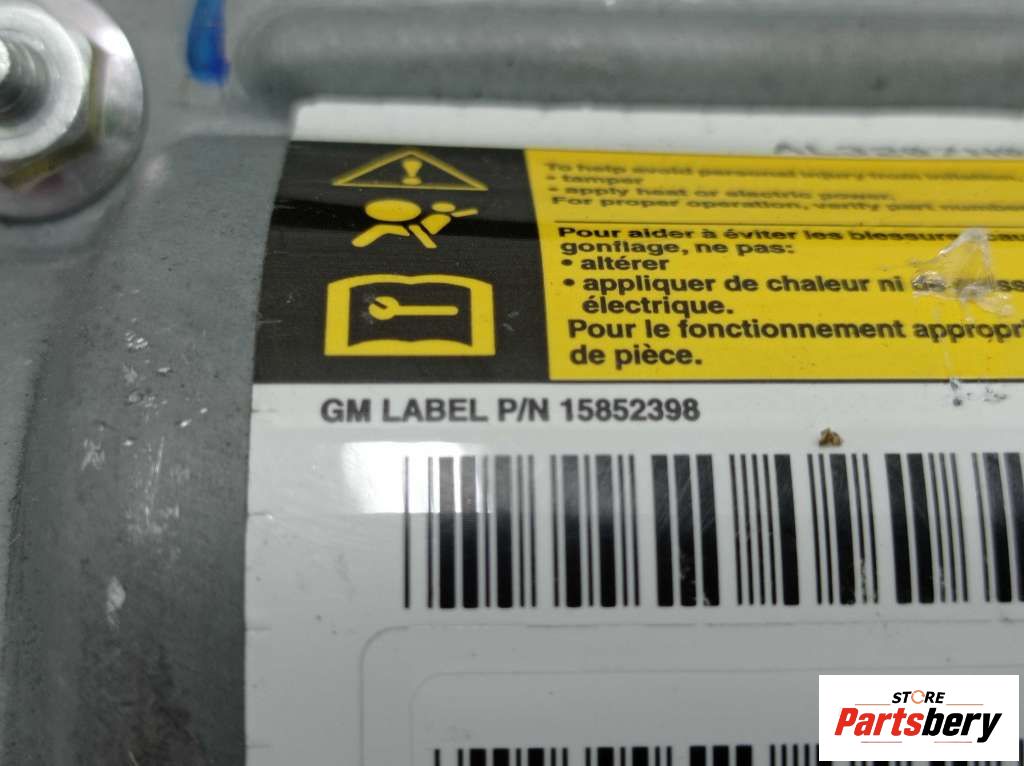 To help avoid personal injury from
• tamper
• apply heat or electric power.
For proper operation, verify part
Pour aider à éviter les blessures
gonflage, ne pas:
• altérer
• appliquer de chaleur ni
électrique.
Pour le fonctionnement appropri
de pièce.
GM LABEL P/N 15852398
STORE
Partsbery